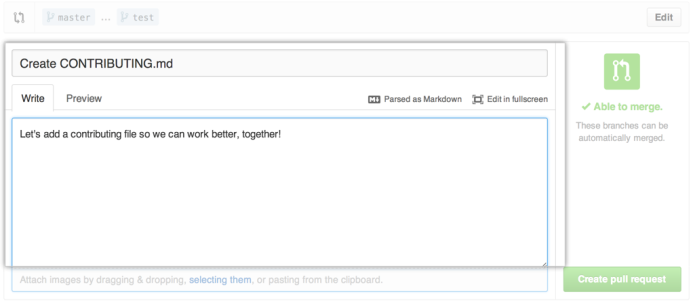 master ... test Edit
Create CONTRIBUTING.md
Write Preview Parsed as Markdown Edit in fullscreen
Let's add a contributing file so we can work better, together!
Able to merge.
These branches can be
automatically merged.
Attach images by dragging & dropping, selecting them, or pasting from the clipboard.
Create pull request